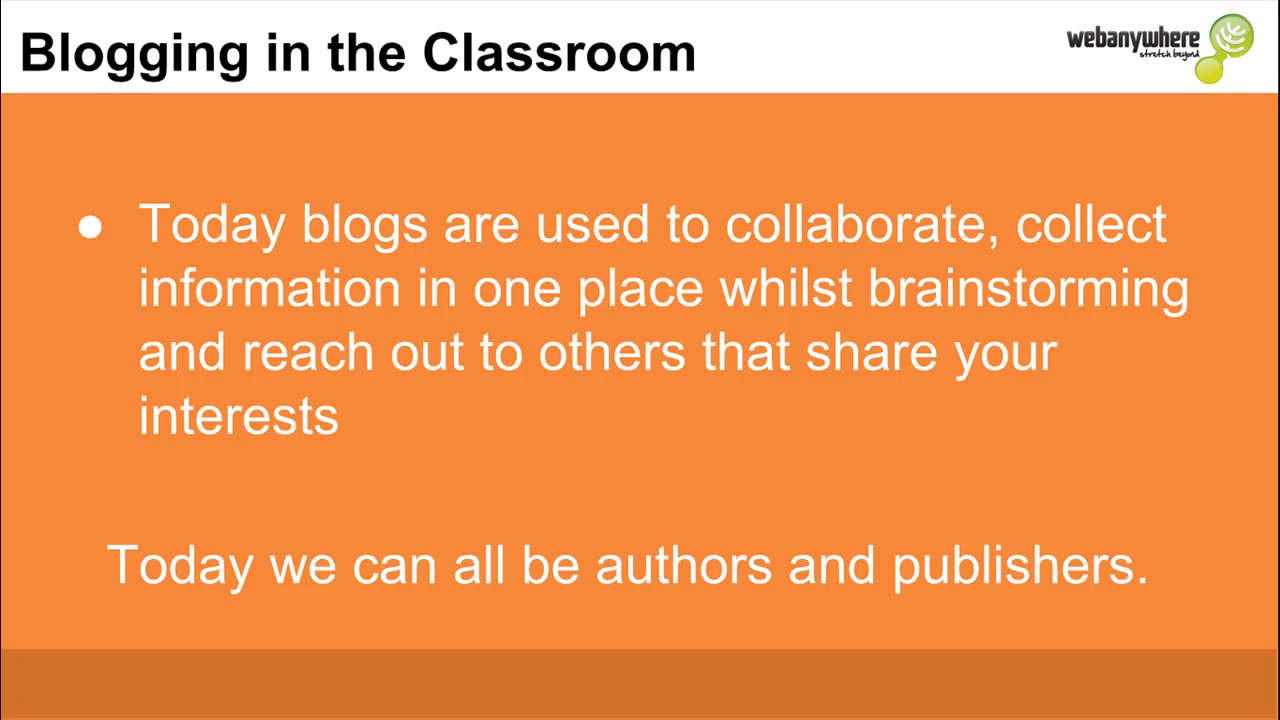 Blogging in the Classroom
webanywhere
stretch beyond
● Today blogs are used to collaborate, collect
information in one place whilst brainstorming
and reach out to others that share your
interests
Today we can all be authors and publishers.